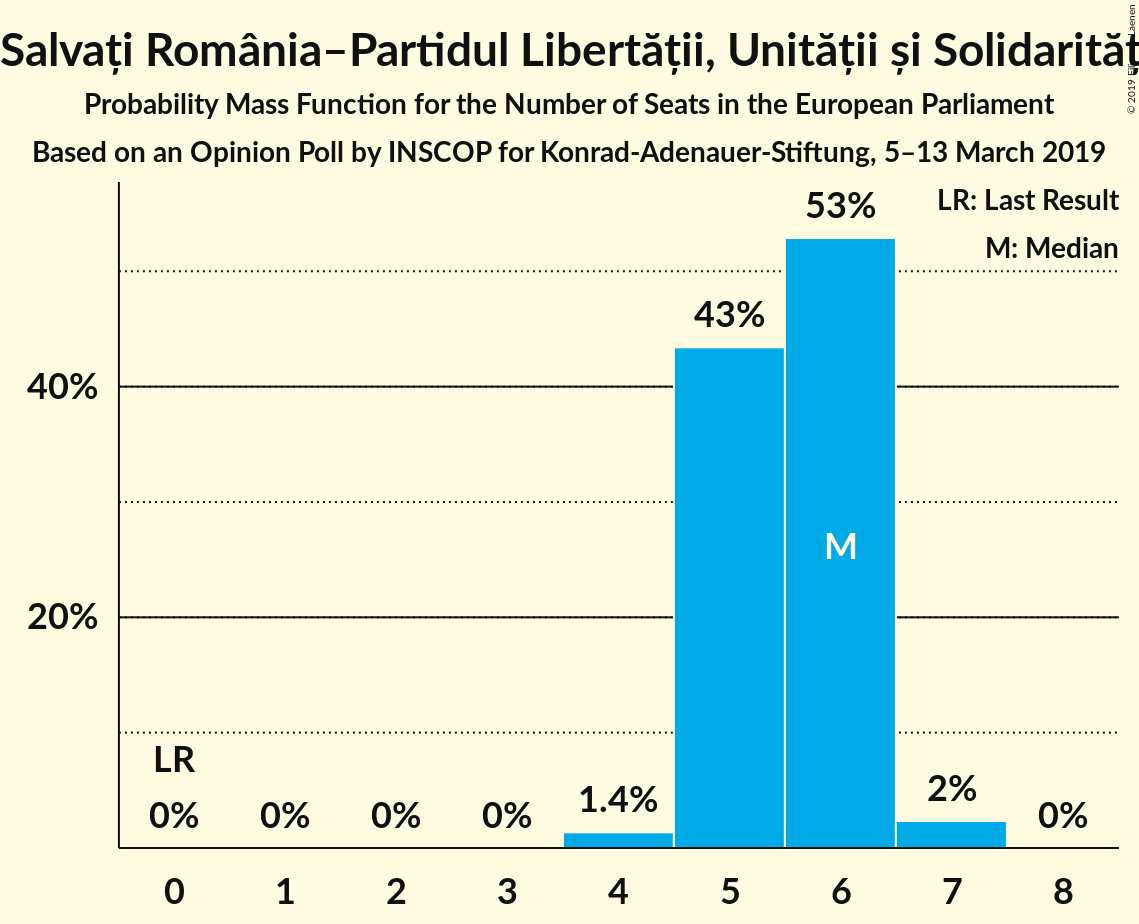 Salvați România–Partidul Libertății, Unității și
Probability Mass Function for the Number of Seats in the European Parliament
Based on an Opinion Poll by INSCOP for Konrad-Adenauer-Stiftung, 5–13 March 2019
© 2019
LR: Last Result
M: Median
53%
43%
40%
M
20%
LR
0% 0% 0% 0% 1.4% 2% 0%
0 1 2 3 4 5 6 7 8